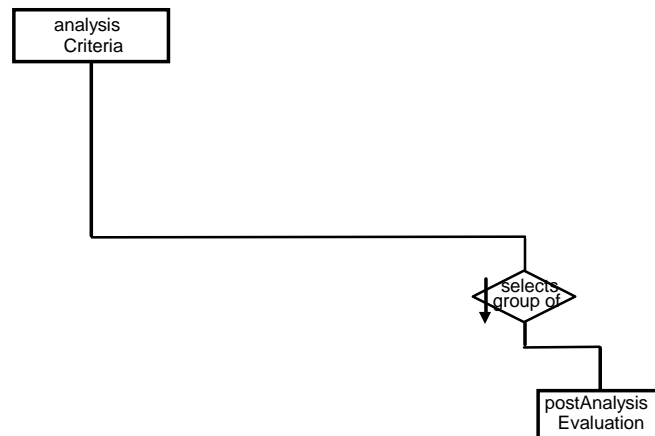 analysis
Criteria
selects
group of
postAnalysis
Evaluation